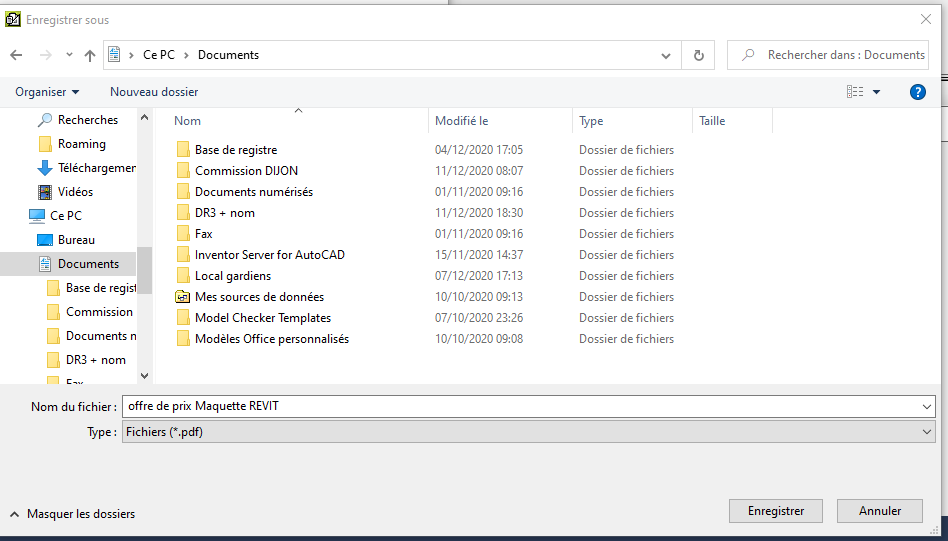 Enregistrer sous
Ce PC > Documents
Rechercher dans : Documents
Organiser Nouveau dossier
Recherches
Roaming
Téléchargemer
Vidéos
Ce PC
Bureau
Documents
Base de regist
Commission
Documents n
DR3 + nom
Fax
Nom Modifié le Type Taille
Base de registre 04/12/2020 17:05 Dossier de fichiers
Commission DIJON 11/12/2020 08:07 Dossier de fichiers
Documents numérisés 01/11/2020 09:16 Dossier de fichiers
DR3 + nom 11/12/2020 18:30 Dossier de fichiers
Fax 01/11/2020 09:16 Dossier de fichiers
Inventor Server for AutoCAD 15/11/2020 14:37 Dossier de fichiers
Local gardiens 07/12/2020 17:13 Dossier de fichiers
Mes sources de données 10/10/2020 09:13 Dossier de fichiers
Model Checker Templates 07/10/2020 23:26 Dossier de fichiers
Modèles Office personnalisés 10/10/2020 09:08 Dossier de fichiers
Nom du fichier : offre de prix Maquette REVIT
Type : Fichiers (*.pdf)
Masquer les dossiers
Enregistrer Annuler